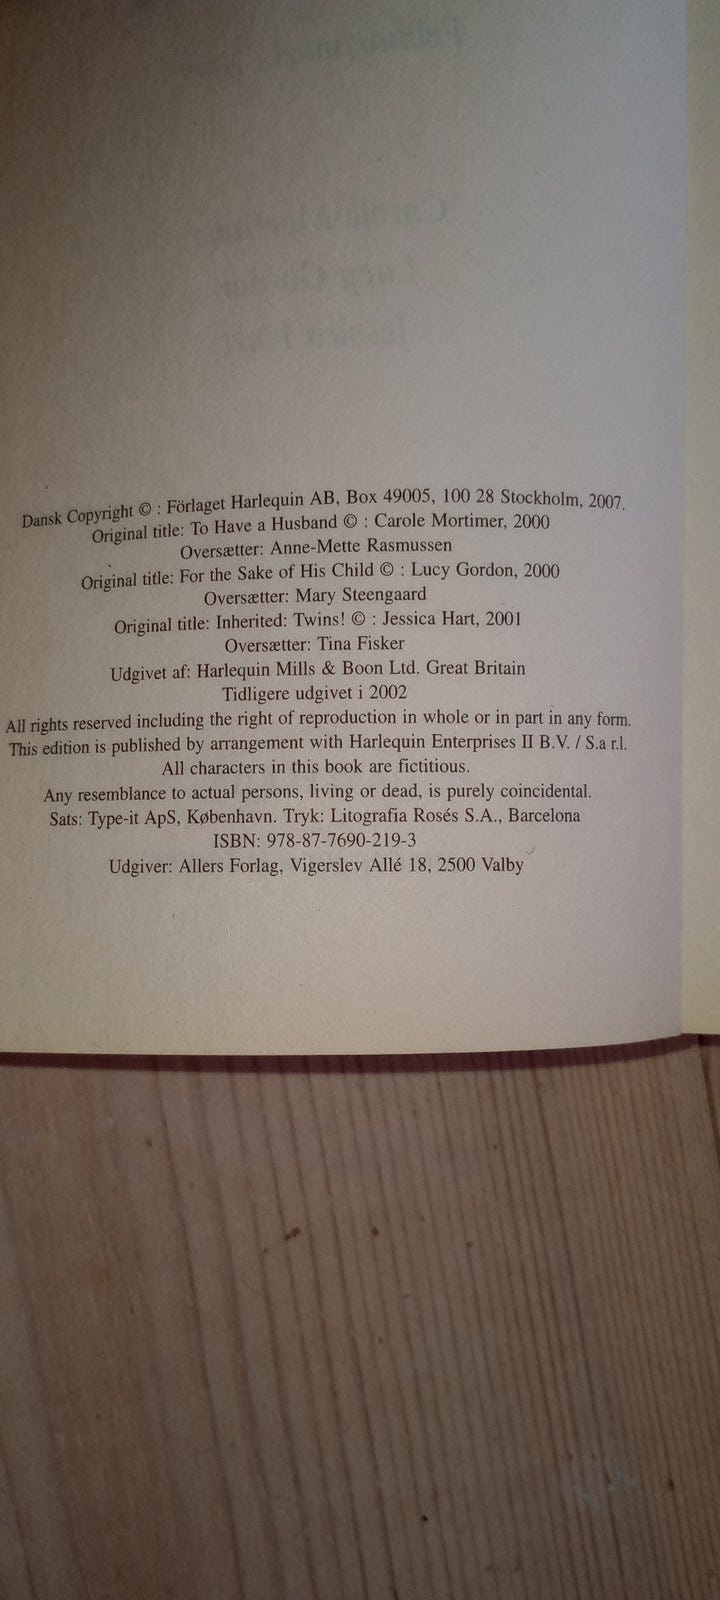 Dansk Copyright © : Förlaget Harlequin AB, Box 49005, 100 28 Stockholm, 2007.
Original title: To Have a Husband © : Carole Mortimer, 2000
Oversætter: Anne-Mette Rasmussen
Original title: For the Sake of His Child © : Lucy Gordon, 2000
Oversætter: Mary Steengaard
Original title: Inherited: Twins! © : Jessica Hart, 2001
Oversætter: Tina Fisker
Udgivet af: Harlequin Mills & Boon Ltd. Great Britain
Tidligere udgivet i 2002
All rights reserved including the right of reproduction in whole or in part in any form.
This edition is published by arrangement with Harlequin Enterprises II B.V. / S.a r.l.
All characters in this book are fictitious.
Any resemblance to actual persons, living or dead, is purely coincidental.
Sats: Type-it ApS, København. Tryk: Litografia Rosés S.A., Barcelona
ISBN: 978-87-7690-219-3
Udgiver: Allers Forlag, Vigerslev Allé 18, 2500 Valby